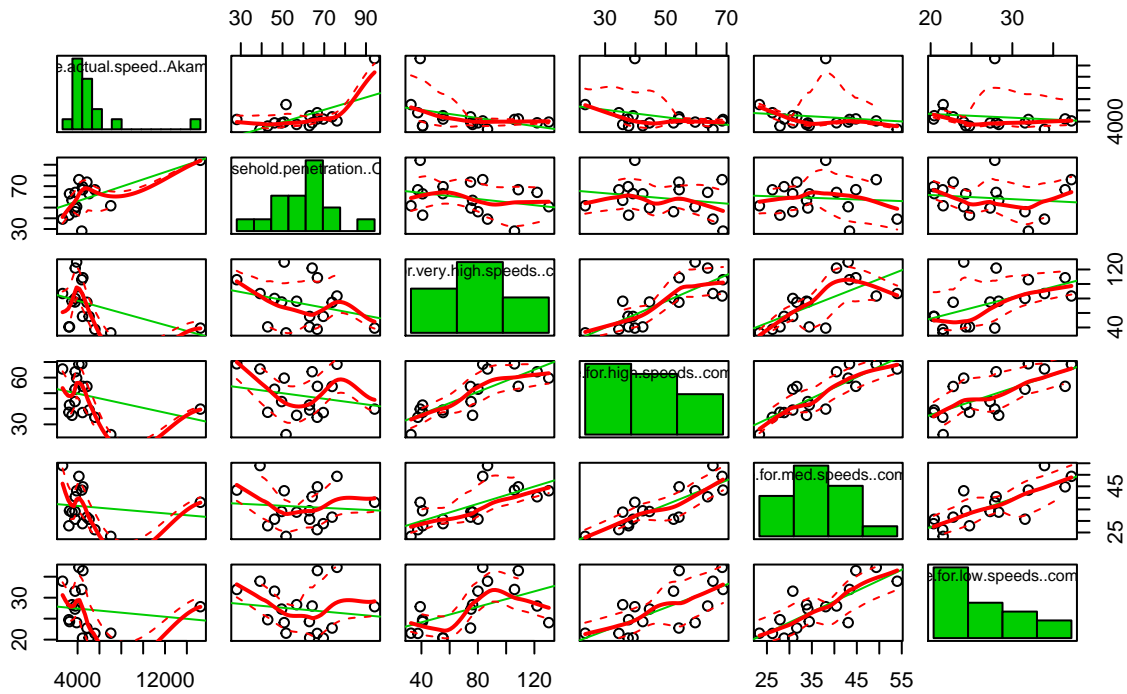 30 50 70 90
30 50 70
20 30
e.actual.speed..Akam
4000
30 70
sehold.penetration..C
r.very.high.speeds..c
40 120
30 60
.for.high.speeds..com
.for.med.speeds.com
25 45
20 30
e.for.low.speeds..com
4000 12000
40 80 120
25 35 45 55